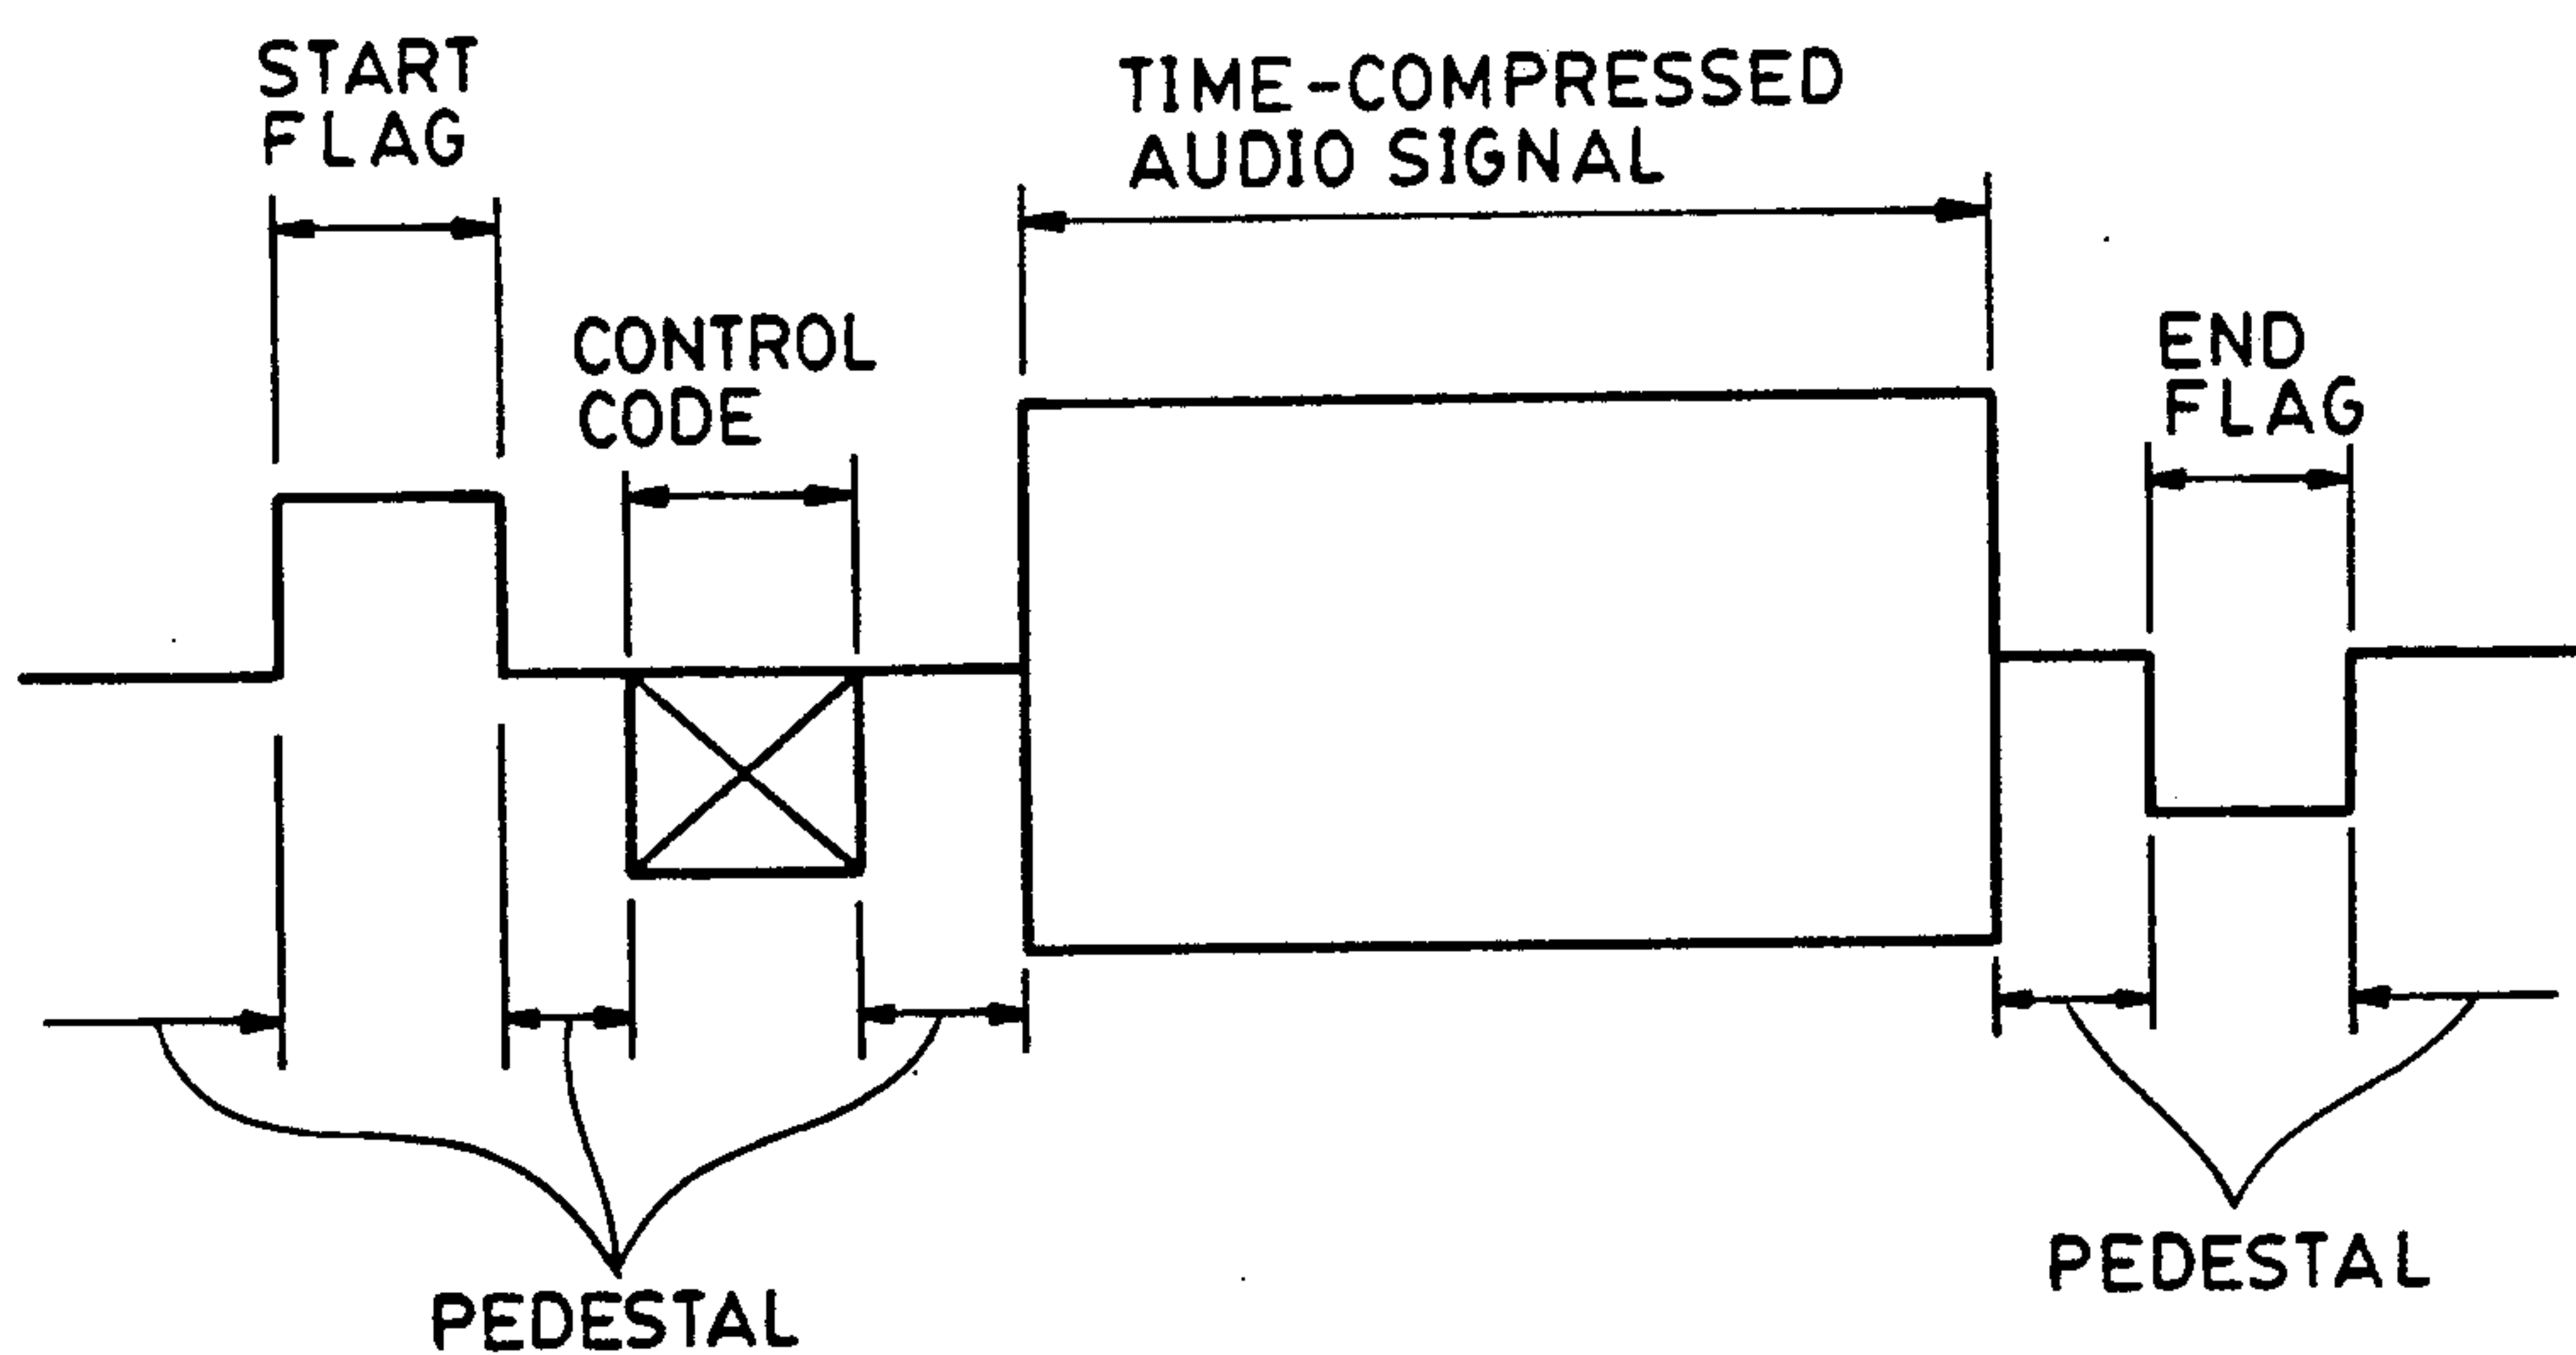 START
FLAG
TIME-COMPRESSED
AUDIO SIGNAL
CONTROL
CODE
END
FLAG
PEDESTAL
PEDESTAL